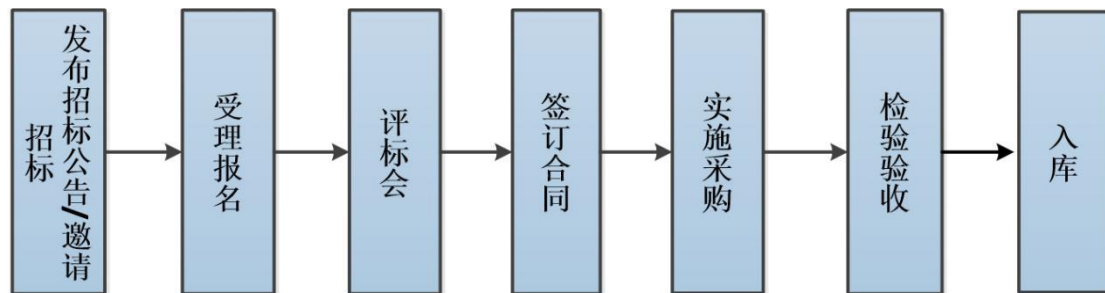 发布招标公告/邀请
招标
受理报名
评标会
签订合同
实施采购
检验验收
入库